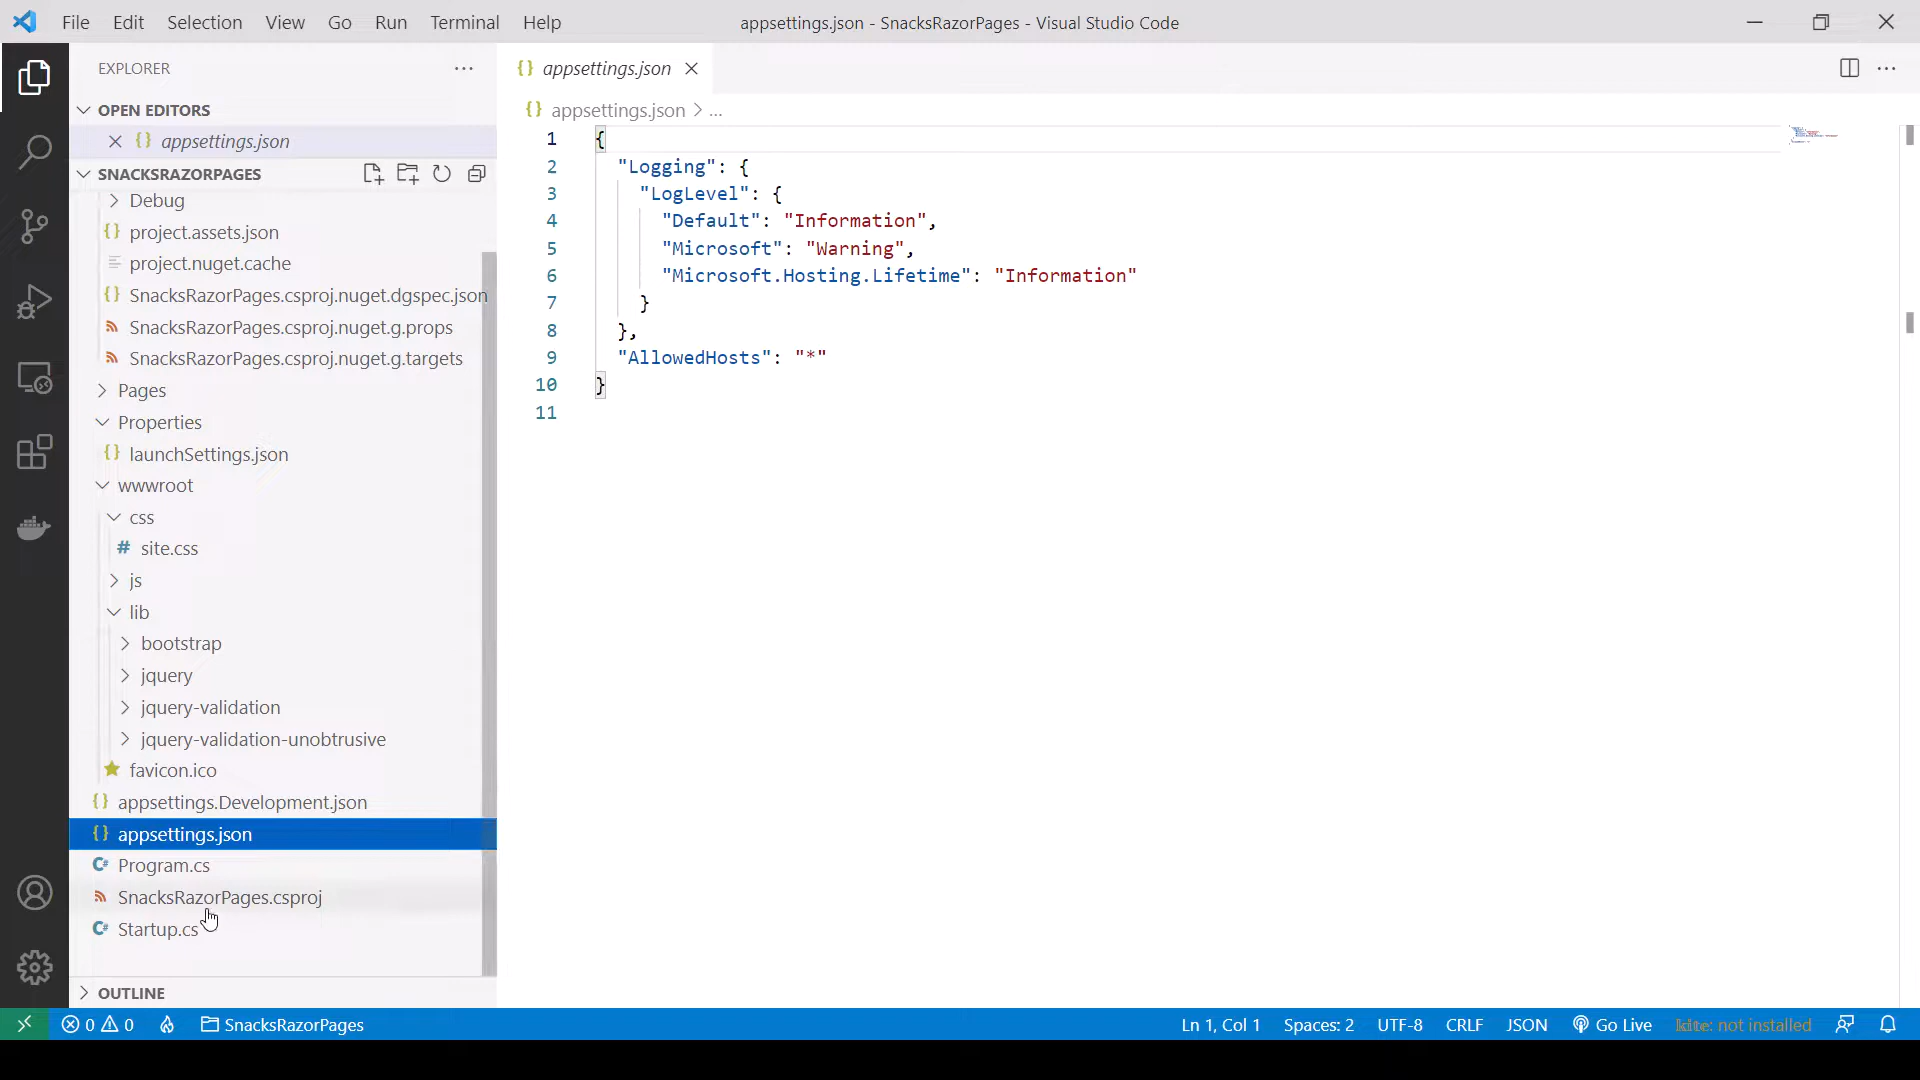 File Edit Selection View Go Run Terminal Help
appsettings.json - SnacksRazorPages - Visual Studio Code
EXPLORER
OPEN EDITORS
appsettings.json
SNACKSRAZORPAGES
Debug
project.assets.json
project.nuget.cache
SnacksRazorPages.csproj.nuget.dgspec.json
SnacksRazorPages.csproj.nuget.g.props
SnacksRazorPages.csproj.nuget.g.targets
Pages
Properties
launchSettings.json
wwwroot
css
site.css
js
lib
bootstrap
jquery
jquery-validation
jquery-validation-unobtrusive
favicon.ico
appsettings.Development.json
appsettings.json
Program.cs
SnacksRazorPages.csproj
Startup.cs
OUTLINE
appsettings.json
appsettings.json > ...
1 {
2 "Logging": {
3 "LogLevel": {
4 "Default": "Information",
5 "Microsoft": "Warning",
6 "Microsoft.Hosting.Lifetime": "Information"
7 }
8 },
9 "AllowedHosts": "*"
10 }
11
0 0 SnacksRazorPages
Ln 1, Col 1 Spaces: 2 UTF-8 CRLF JSON Go Live kite: not installed